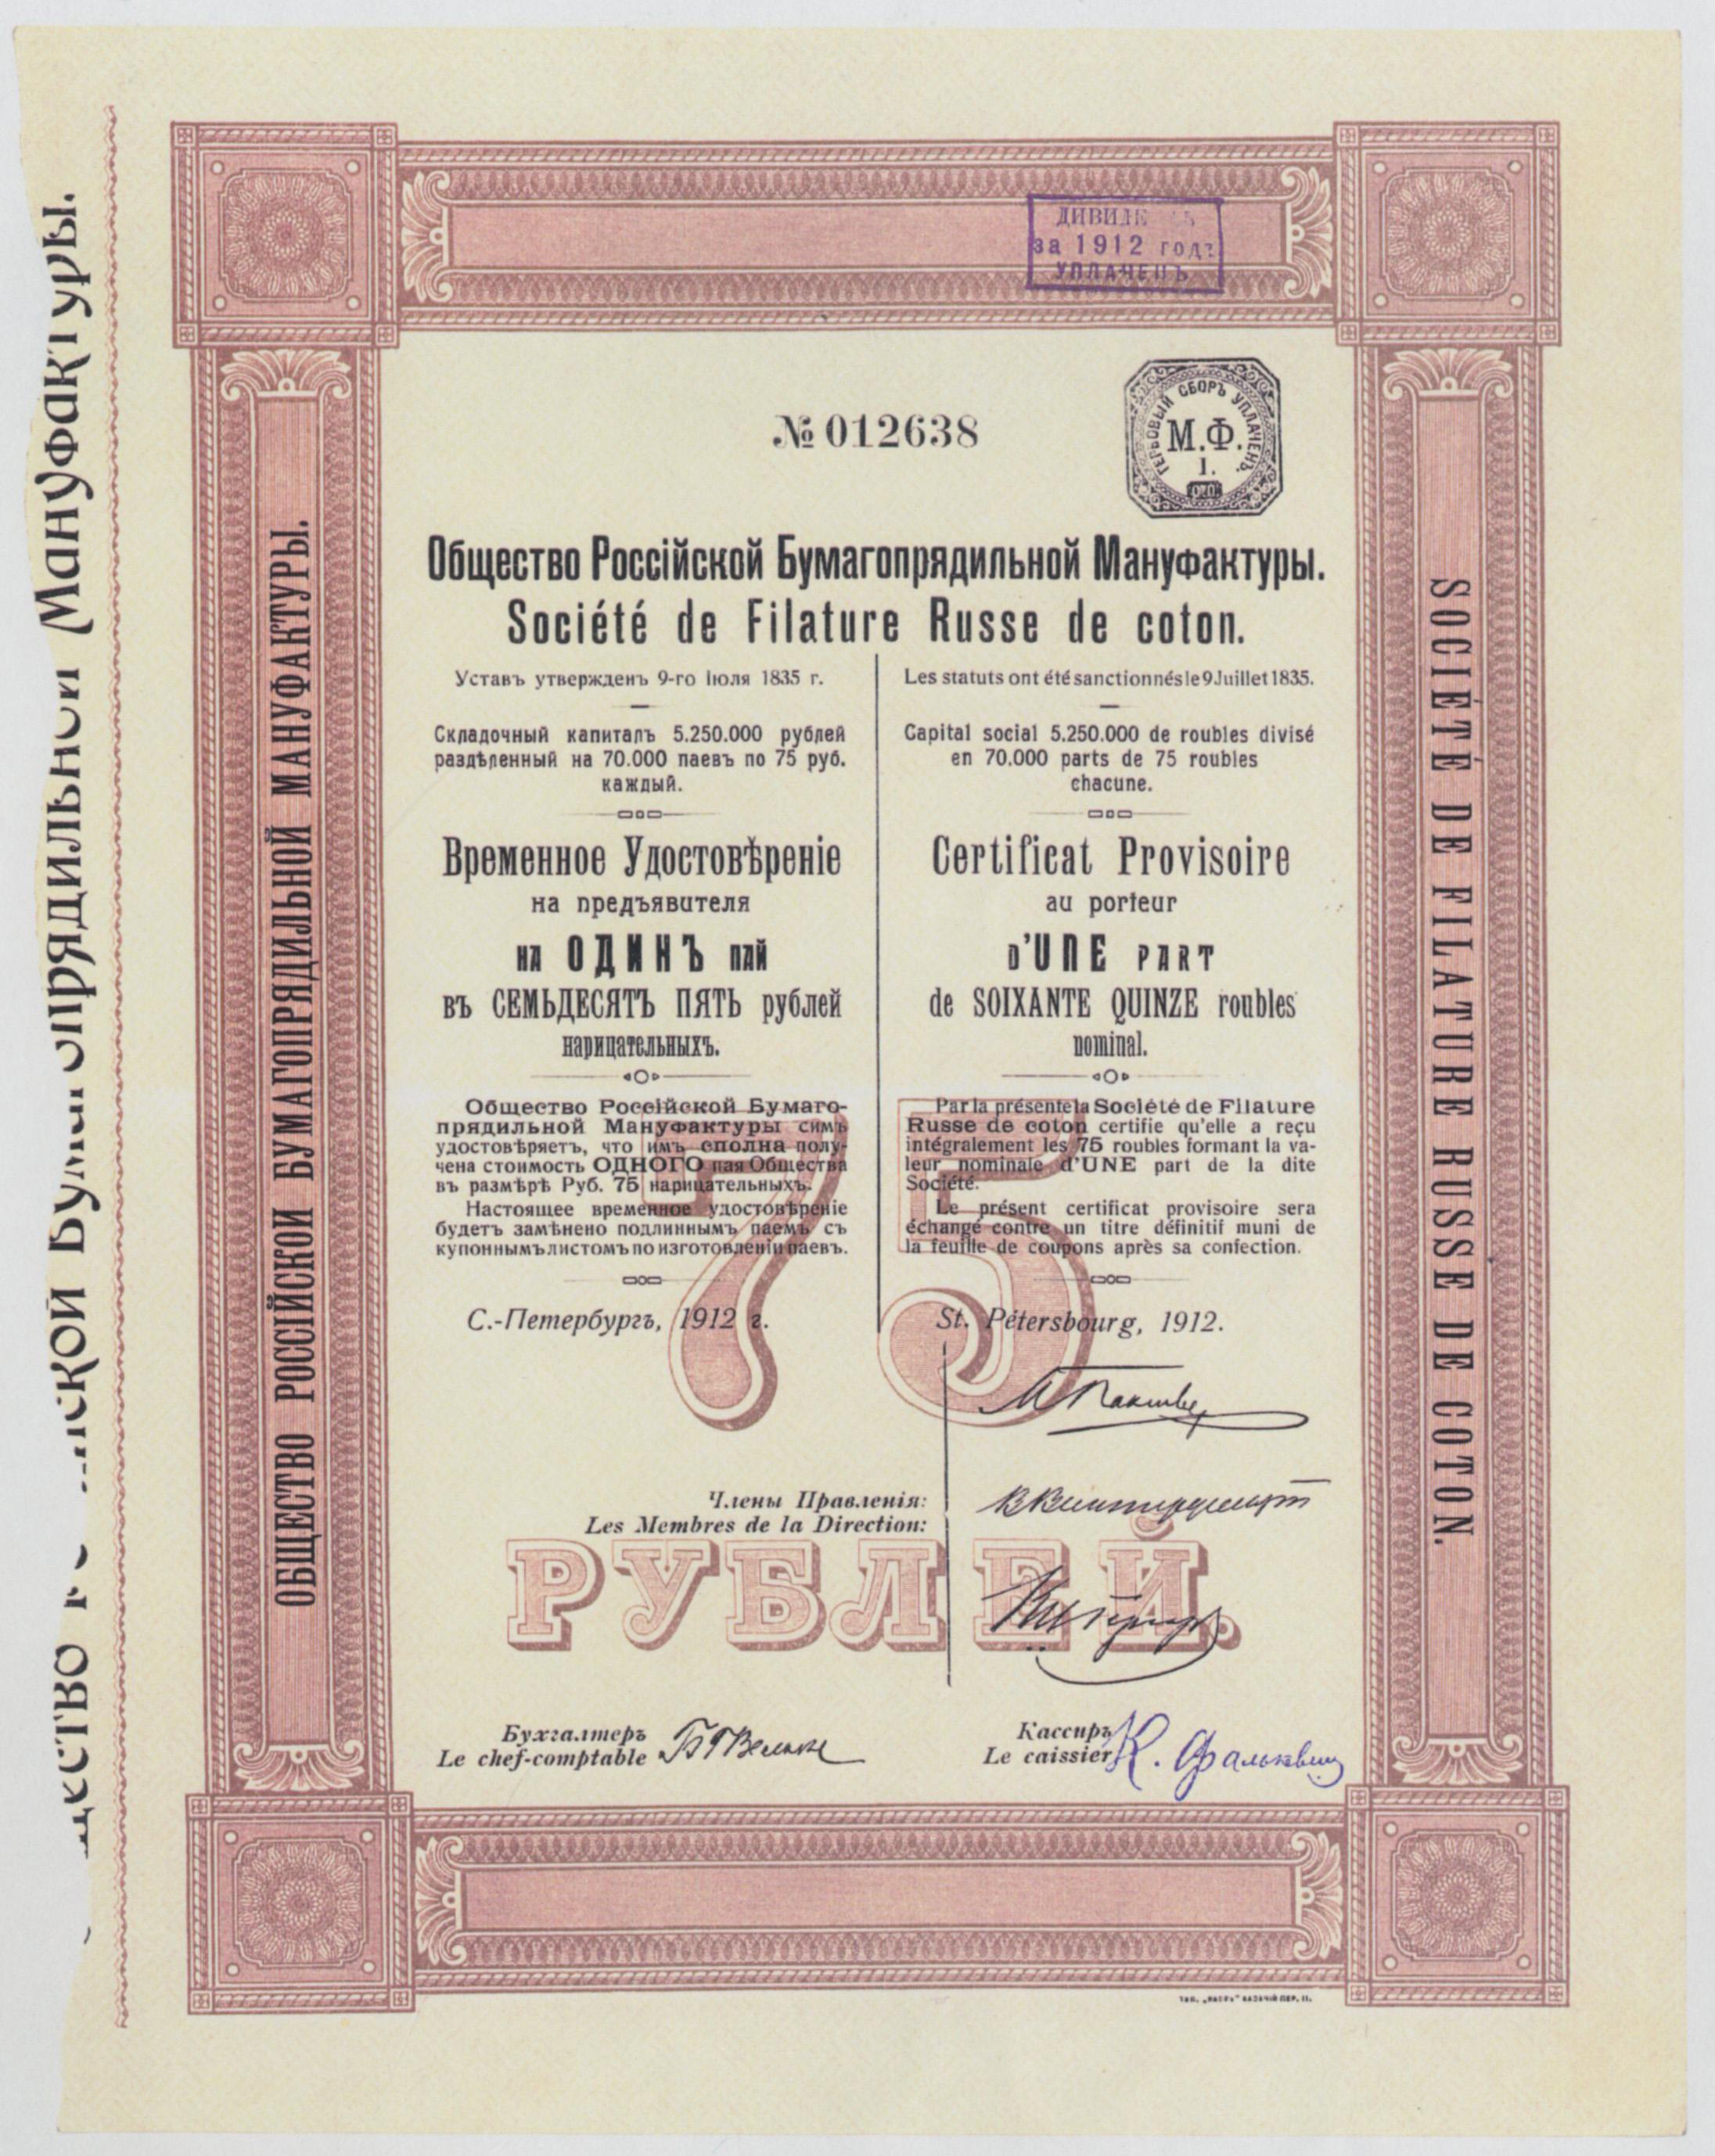 ДИВИДЕ
за 1912 годъ
УПЛАЧЕНЪ
№ 012638
ГЕРБОВЫЙ СБОРЪ УПЛАЧЕНЪ.
М.Ф.
1.
Общество Россійской Бумагопрядильной Мануфактуры.
Société de Filature Russe de coton.
Уставъ утвержденъ 9-го Іюля 1835 г.
Складочный капиталъ 5.250.000 рублей
раздѣленный на 70.000 паевъ по 75 руб.
каждый.
Временное Удостовѣреніе
на предъявителя
на ОДИНЪ пай
въ СЕМЬДЕСЯТЪ ПЯТЬ рублей
нарицательныхъ.
Общество Россійской Бумаго-
прядильной Мануфактуры симъ
удостовѣряетъ, что имъ сполна полу-
чена стоимость ОДНОГО пая Общества
въ размѣрѣ Руб. 75 нарицательныхъ.
Настоящее временное удостовѣреніе
будетъ замѣнено подлиннымъ паемъ съ
купоннымъ листомъ по изготовленіи паевъ.
С.-Петербургъ, 1912 г.
Les statuts ont été sanctionnés le 9 Juillet 1835.
Capital social 5.250.000 de roubles divisé
en 70.000 parts de 75 roubles
chacune.
Certificat Provisoire
au porteur
d'UNE PART
de SOIXANTE QUINZE roubles
nominal.
Par la présente la Société de Filature
Russe de coton certifie qu'elle a reçu
intégralement les 75 roubles formant la va-
leur nominale d'UNE part de la dite
Société.
Le présent certificat provisoire sera
échangé contre un titre définitif muni de
la feuille de coupons après sa confection.
St. Pétersbourg, 1912.
75
РУБЛЕЙ.
Члены Правленія:
Les Membres de la Direction:
Бухгалтеръ
Le chef-comptable
Кассиръ
Le caissier
ОБЩЕСТВО РОССІЙСКОЙ БУМАГОПРЯДИЛЬНОЙ МАНУФАКТУРЫ.
SOCIÉTÉ DE FILATURE RUSSE DE COTON.
Мануфактуры.